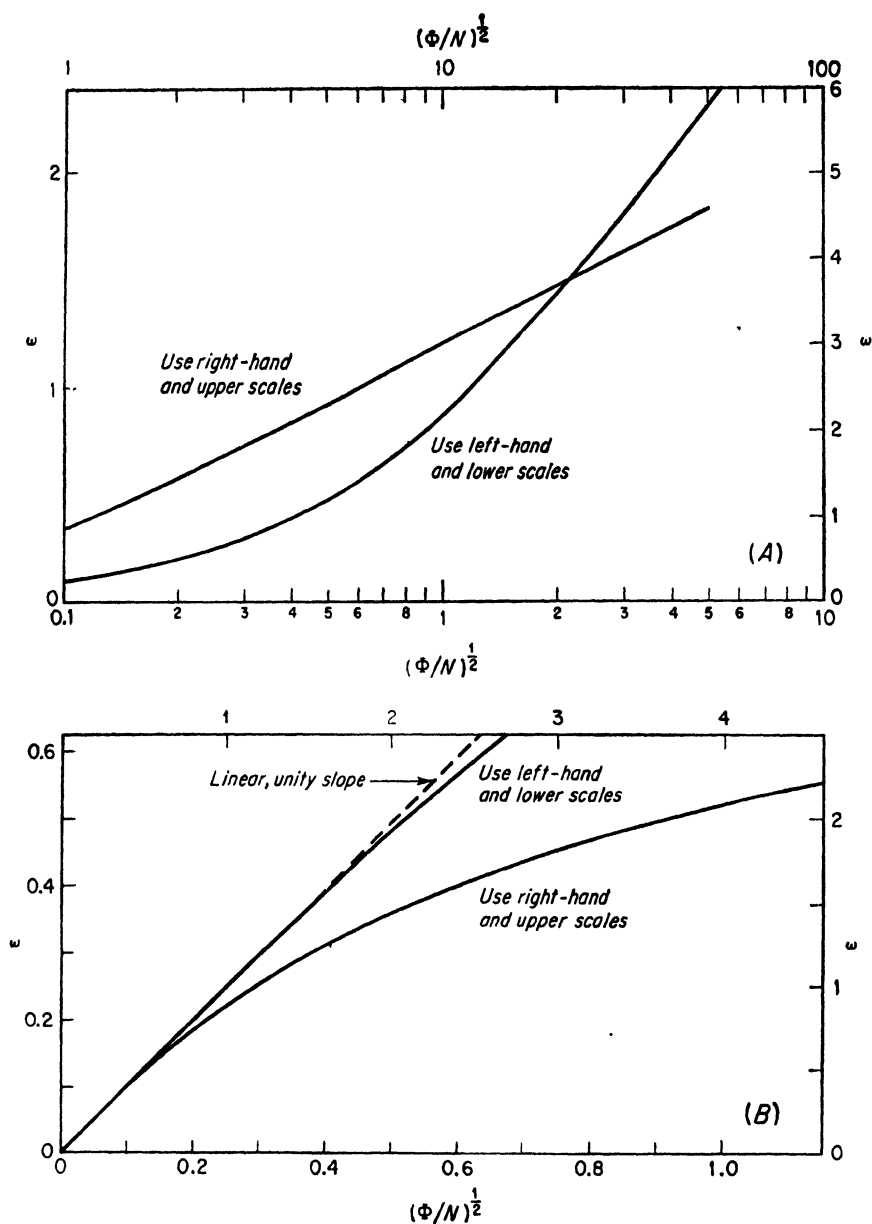 (Φ/N)^{1/2}
1 10 100
6
2 5
4
ε 3 ε
Use right-hand
and upper scales
1
Use left-hand
and lower scales
2
1
(A)
0 0
0.1 2 3 4 5 6 8 1 2 3 4 5 6 8 10
(Φ/N)^{1/2}
1 2 3 4
0.6
Linear, unity slope
Use left-hand
and lower scales
2
0.4
Use right-hand
and upper scales
ε ε
1
0.2
(B)
0 0
0 0.2 0.4 0.6 0.8 1.0
(Φ/N)^{1/2}